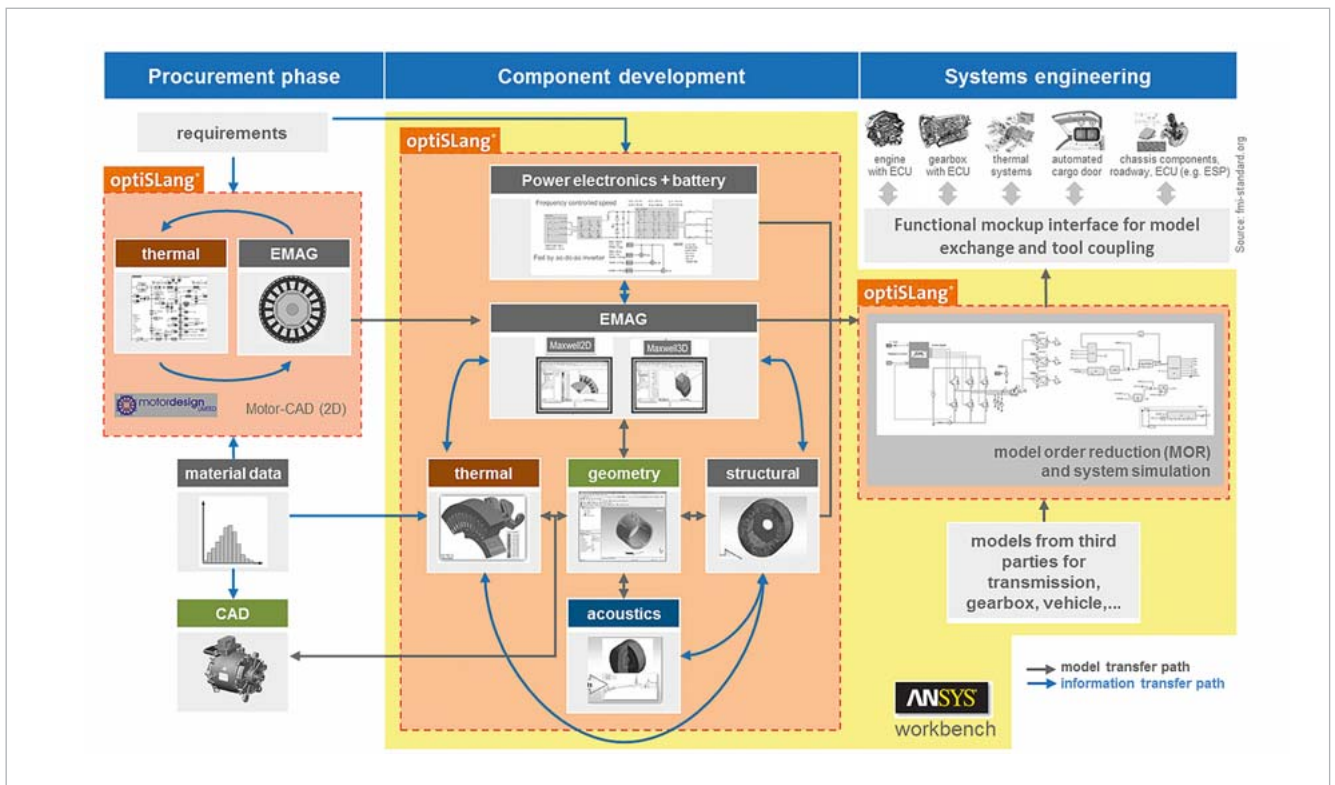 Procurement phase
Component development
Systems engineering
requirements
optiSLang®
thermal
EMAG
motordesign
LIMITED
Motor-CAD (2D)
material data
CAD
optiSLang®
Power electronics + battery
Frequency controlled speed
Fed by ac-dc-ac inverter
EMAG
Maxwell2D
Maxwell3D
thermal
geometry
structural
acoustics
engine
with ECU
gearbox
with ECU
thermal
systems
automated
cargo door
chassis components,
roadway, ECU (e.g. ESP)
Functional mockup interface for model
exchange and tool coupling
Source: fmi-standard.org
optiSLang®
model order reduction (MOR)
and system simulation
models from third
parties for
transmission,
gearbox, vehicle,...
model transfer path
information transfer path
ANSYS®
workbench